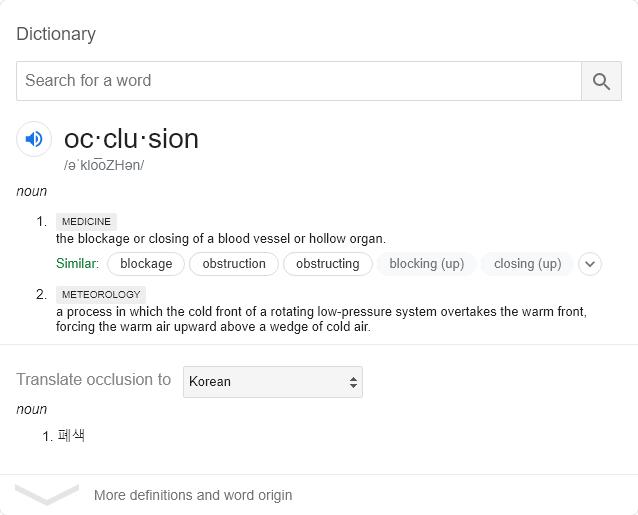 Dictionary
Search for a word
oc·clu·sion
/əˈklo͞oZHən/
noun
1. MEDICINE
the blockage or closing of a blood vessel or hollow organ.
Similar: blockage obstruction obstructing blocking (up) closing (up)
2. METEOROLOGY
a process in which the cold front of a rotating low-pressure system overtakes the warm front,
forcing the warm air upward above a wedge of cold air.
Translate occlusion to Korean
noun
1. 폐색
More definitions and word origin